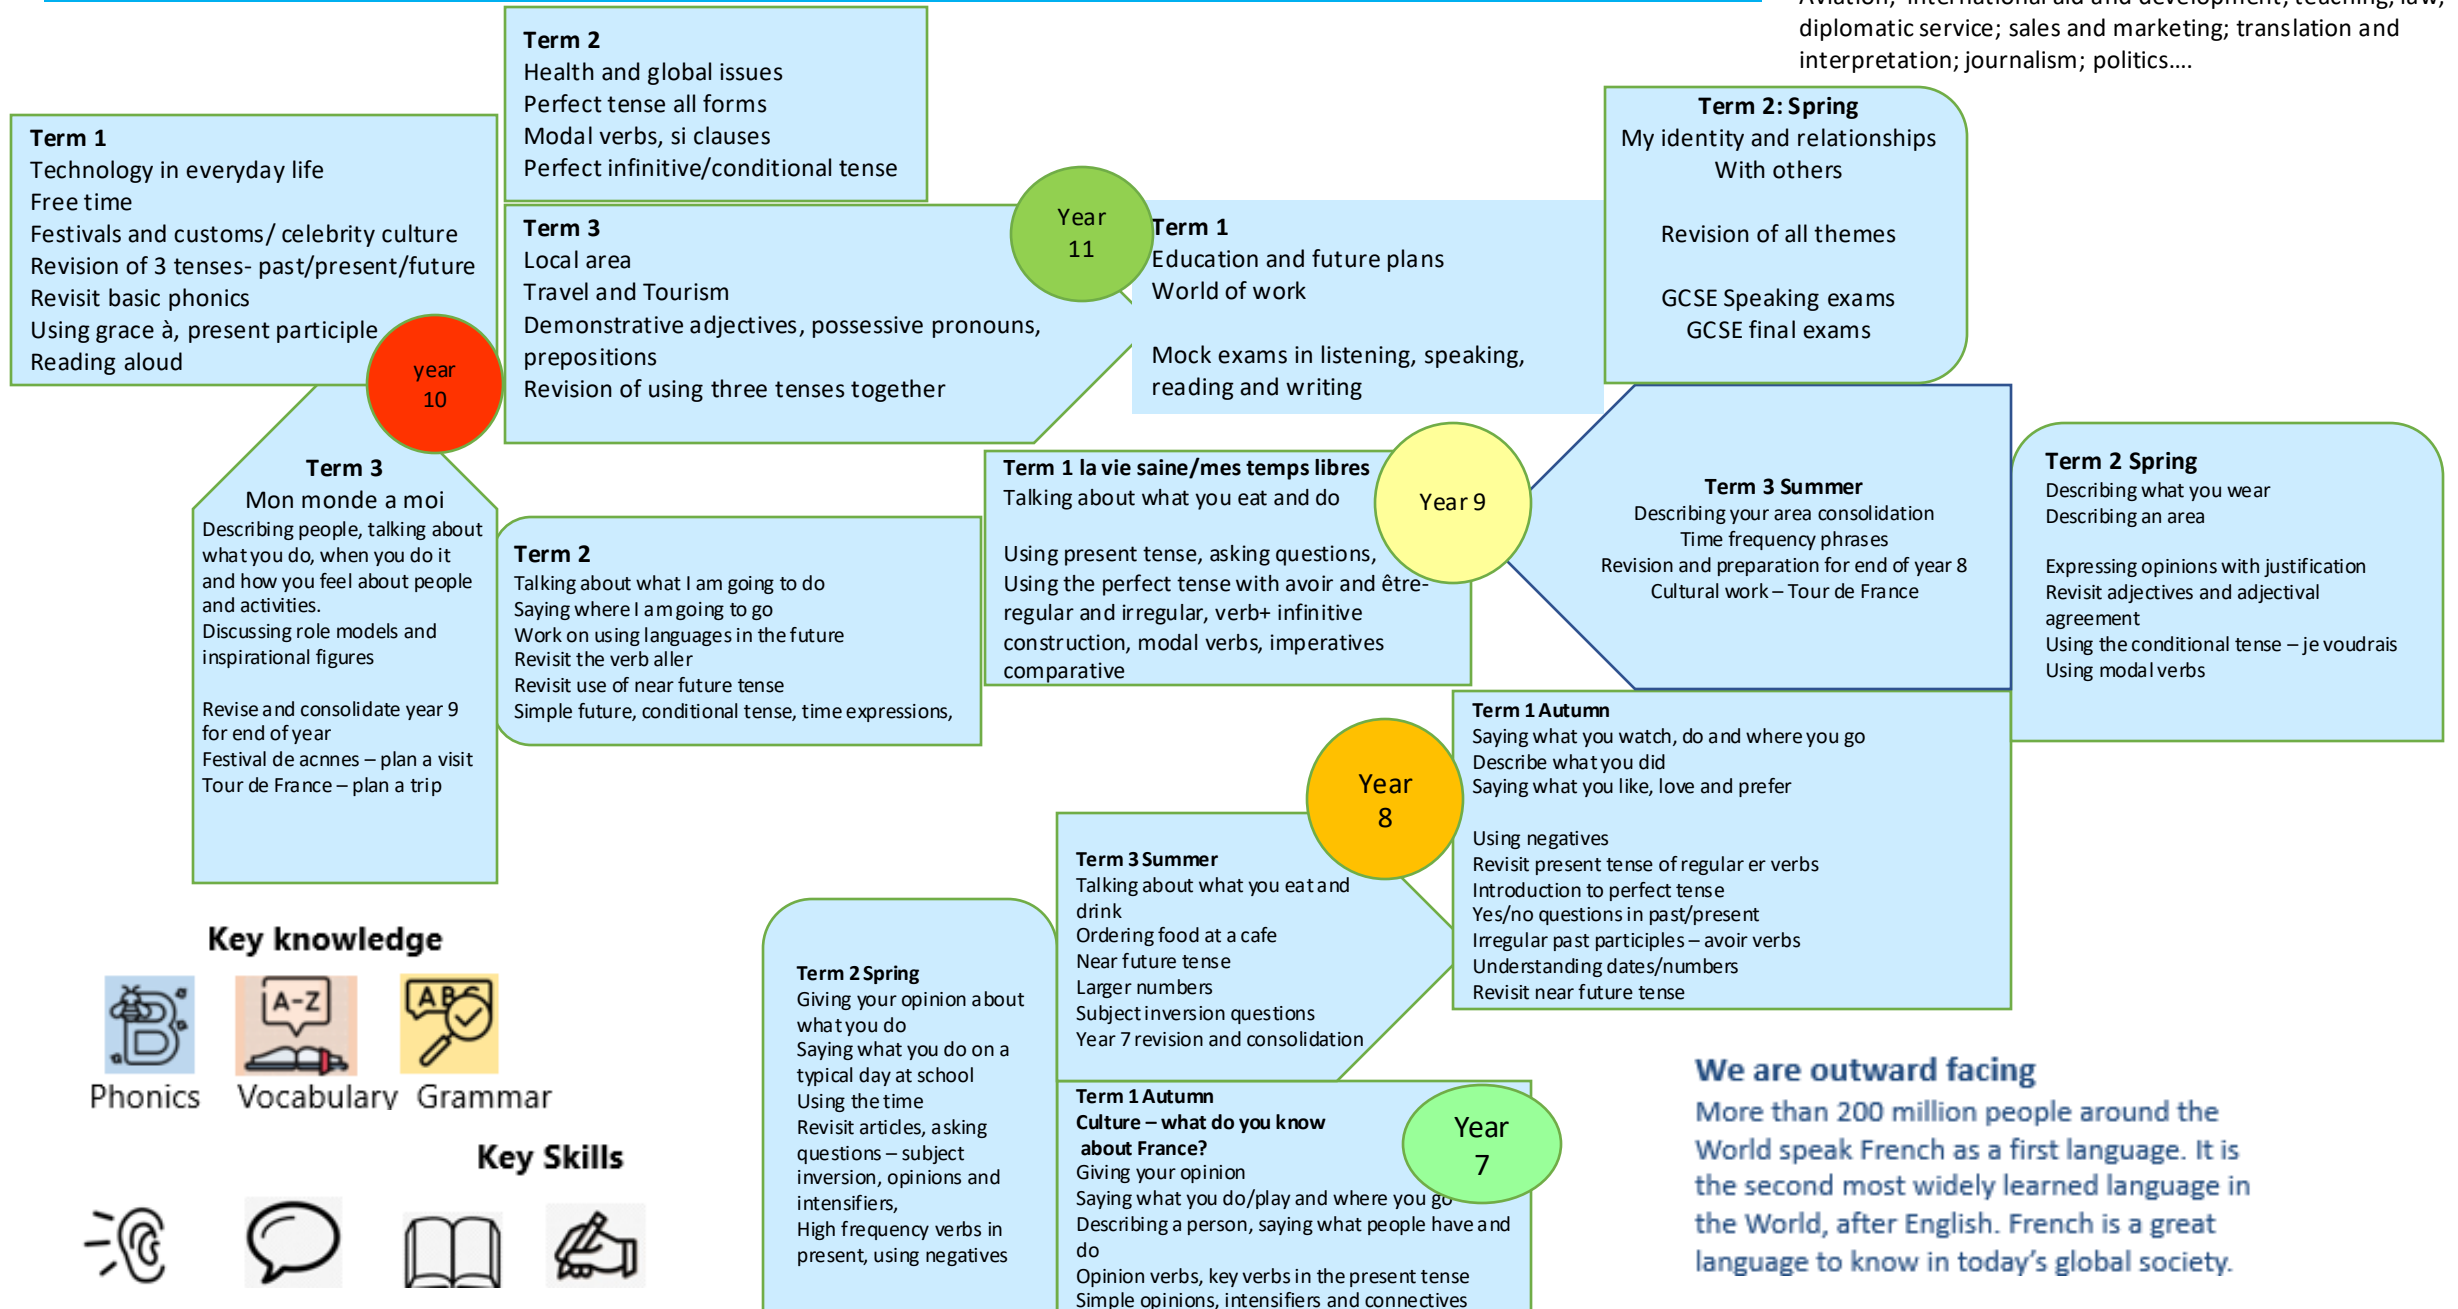 Aviation; international aid and development; teaching; law;
diplomatic service; sales and marketing; translation and
interpretation; journalism; politics....
Term 2
Health and global issues
Perfect tense all forms
Modal verbs, si clauses
Perfect infinitive/conditional tense
Term 1
Technology in everyday life
Free time
Festivals and customs/ celebrity culture
Revision of 3 tenses- past/present/future
Revisit basic phonics
Using grace à, present participle
Reading aloud
year
10
Term 3
Local area
Travel and Tourism
Demonstrative adjectives, possessive pronouns,
prepositions
Revision of using three tenses together
Year
11
Term 1
Education and future plans
World of work
Mock exams in listening, speaking,
reading and writing
Term 2: Spring
My identity and relationships
With others
Revision of all themes
GCSE Speaking exams
GCSE final exams
Term 3
Mon monde a moi
Describing people, talking about
what you do, when you do it
and how you feel about people
and activities.
Discussing role models and
inspirational figures
Revise and consolidate year 9
for end of year
Festival de acnnes – plan a visit
Tour de France – plan a trip
Term 2
Talking about what I am going to do
Saying where I am going to go
Work on using languages in the future
Revisit the verb aller
Revisit use of near future tense
Simple future, conditional tense, time expressions,
Term 1 la vie saine/mes temps libres
Talking about what you eat and do
Using present tense, asking questions,
Using the perfect tense with avoir and être-
regular and irregular, verb+ infinitive
construction, modal verbs, imperatives
comparative
Year 9
Term 3 Summer
Describing your area consolidation
Time frequency phrases
Revision and preparation for end of year 8
Cultural work – Tour de France
Term 2 Spring
Describing what you wear
Describing an area
Expressing opinions with justification
Revisit adjectives and adjectival
agreement
Using the conditional tense – je voudrais
Using modal verbs
Term 1 Autumn
Saying what you watch, do and where you go
Describe what you did
Saying what you like, love and prefer
Using negatives
Revisit present tense of regular er verbs
Introduction to perfect tense
Yes/no questions in past/present
Irregular past participles – avoir verbs
Understanding dates/numbers
Revisit near future tense
Year
8
Term 3 Summer
Talking about what you eat and
drink
Ordering food at a cafe
Near future tense
Larger numbers
Subject inversion questions
Year 7 revision and consolidation
Term 2 Spring
Giving your opinion about
what you do
Saying what you do on a
typical day at school
Using the time
Revisit articles, asking
questions – subject
inversion, opinions and
intensifiers,
High frequency verbs in
present, using negatives
Term 1 Autumn
Culture – what do you know
about France?
Giving your opinion
Saying what you do/play and where you go
Describing a person, saying what people have and
do
Opinion verbs, key verbs in the present tense
Simple opinions, intensifiers and connectives
Year
7
Key knowledge
B
A-Z
ABC
Phonics Vocabulary Grammar
Key Skills
We are outward facing
More than 200 million people around the
World speak French as a first language. It is
the second most widely learned language in
the World, after English. French is a great
language to know in today's global society.